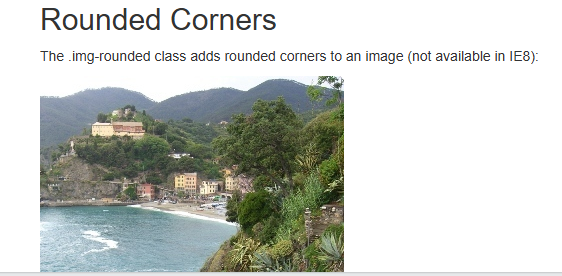 Rounded Corners
The .img-rounded class adds rounded corners to an image (not available in IE8):